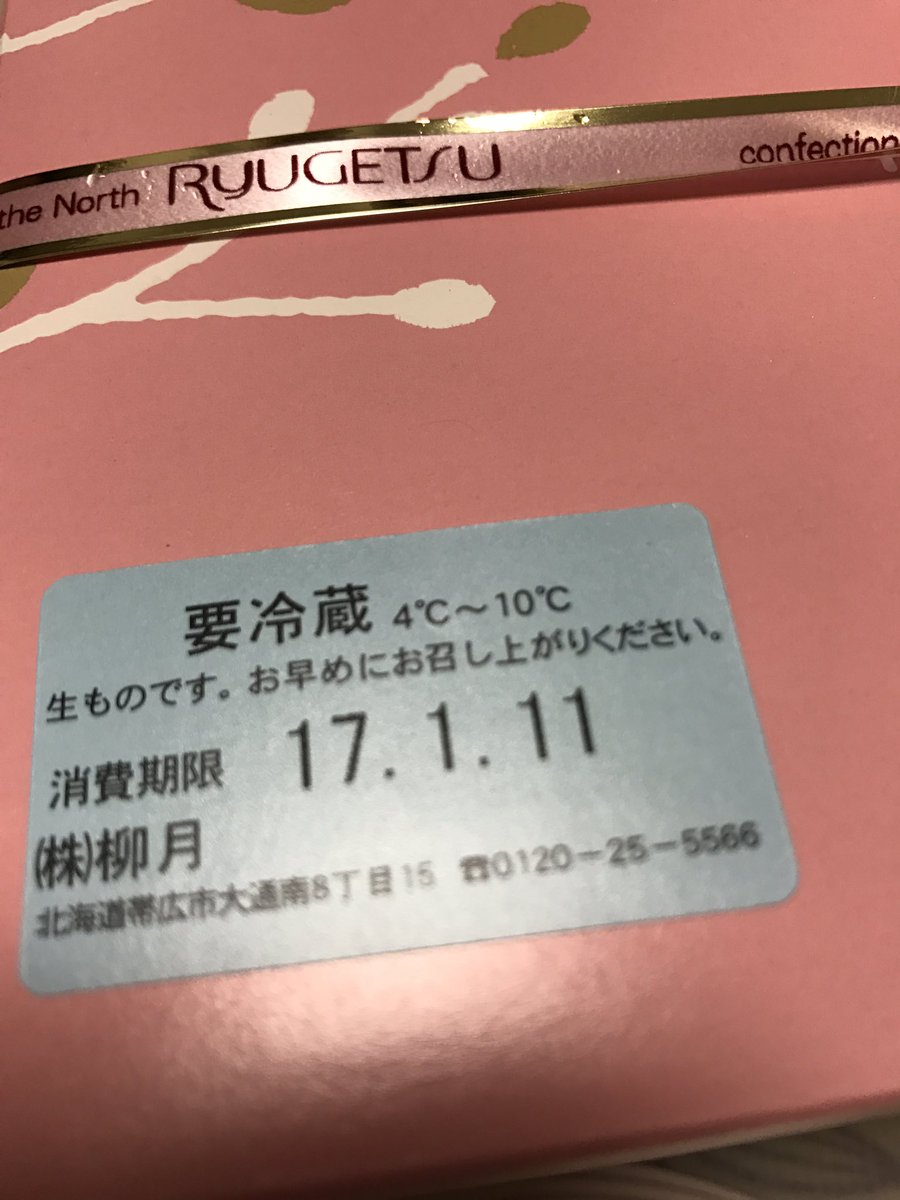 the North RYUGETSU confection
要冷蔵 4℃～10℃
生ものです。お早めにお召し上がりください。
消費期限 17.1.11
㈱柳月
北海道帯広市大通南8丁目15 ☎0120-25-5566